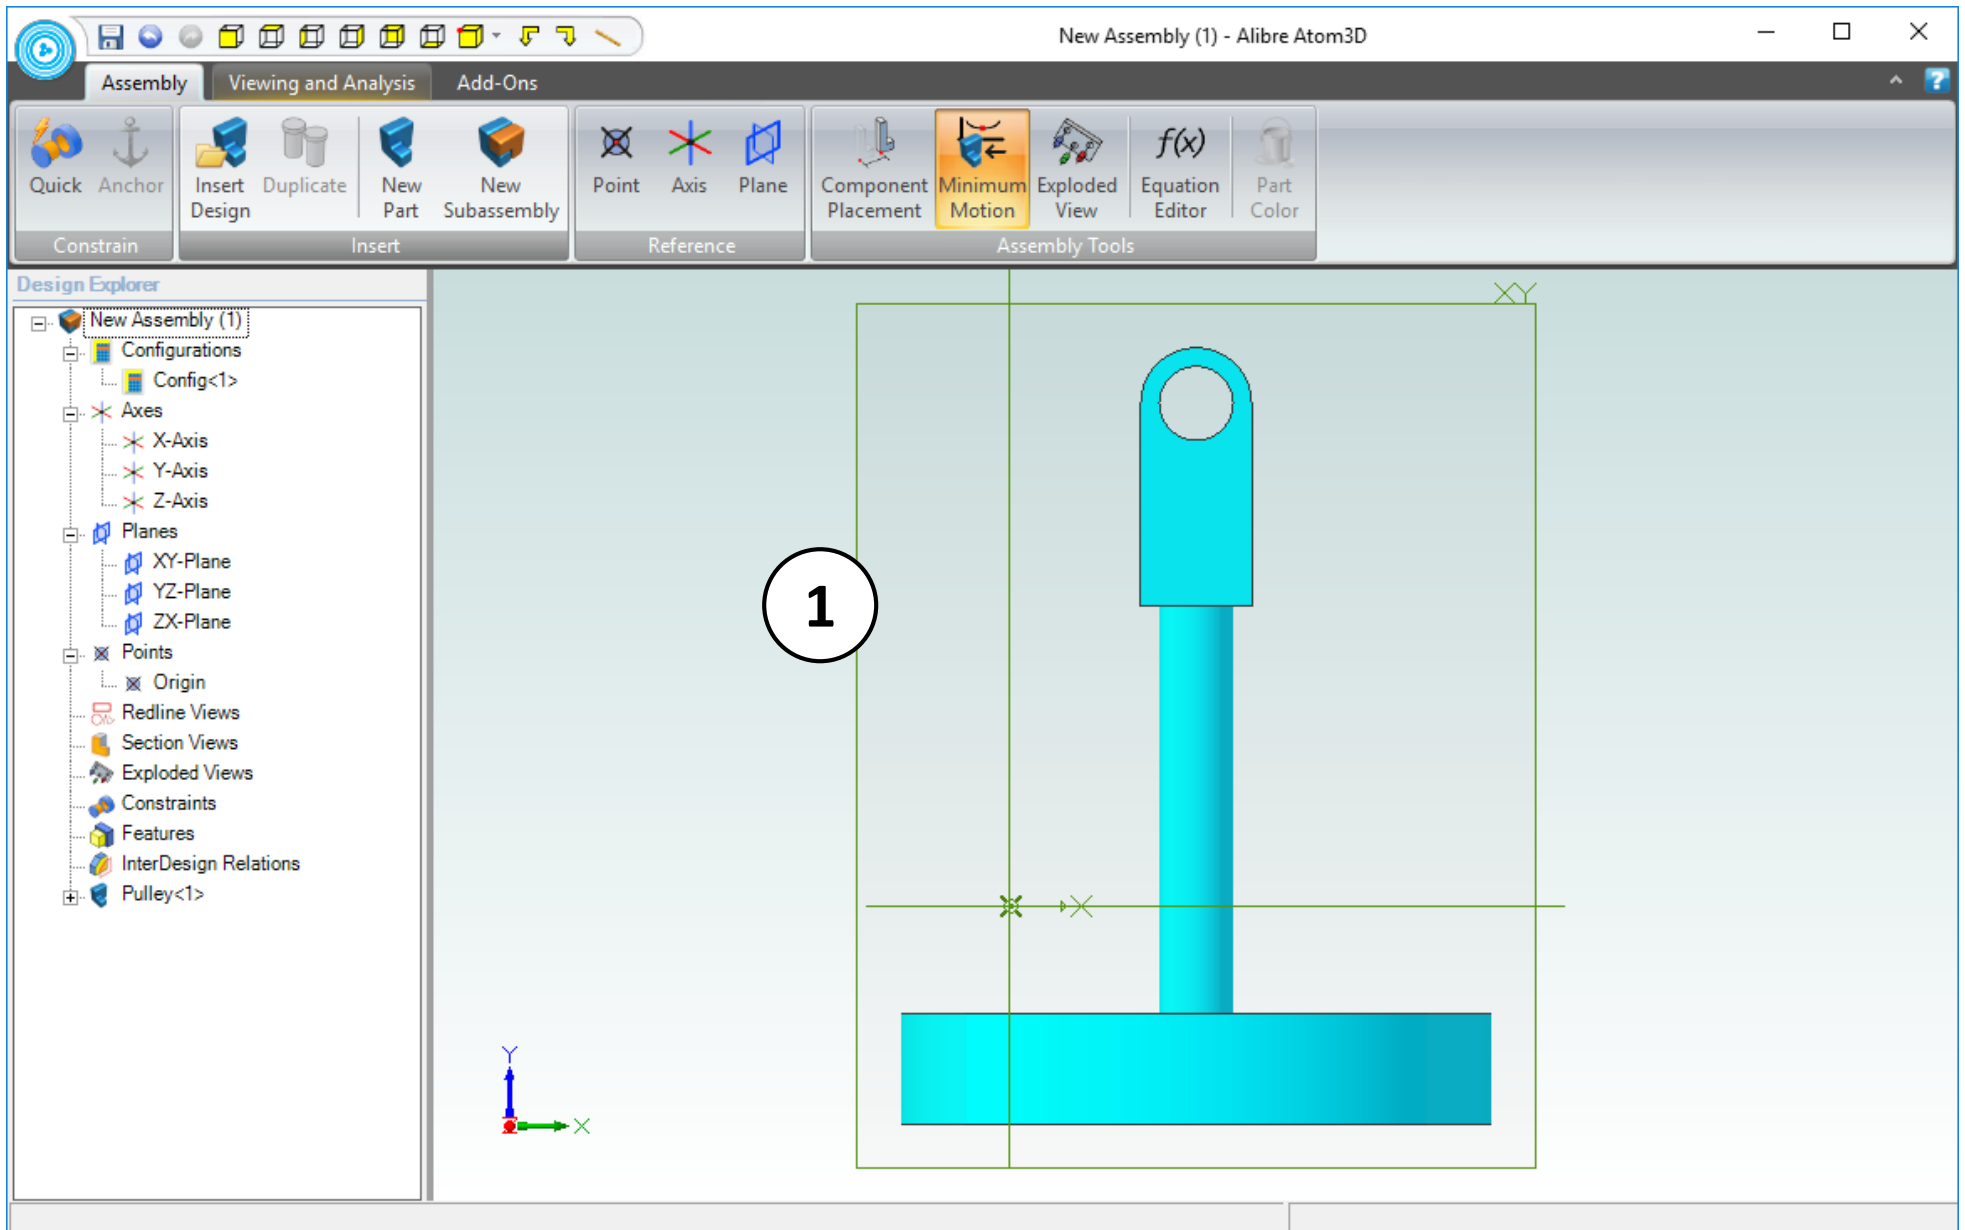 New Assembly (1) - Alibre Atom3D
Assembly Viewing and Analysis Add-Ons
Quick Anchor Insert Design Duplicate New Part New Subassembly Point Axis Plane Component Placement Minimum Motion Exploded View f(x) Equation Editor Part Color
Constrain Insert Reference Assembly Tools
Design Explorer
New Assembly (1)
Configurations
Config<1>
Axes
X-Axis
Y-Axis
Z-Axis
Planes
XY-Plane
YZ-Plane
ZX-Plane
Points
Origin
Redline Views
Section Views
Exploded Views
Constraints
Features
InterDesign Relations
Pulley<1>
XY
1
X
Y
X